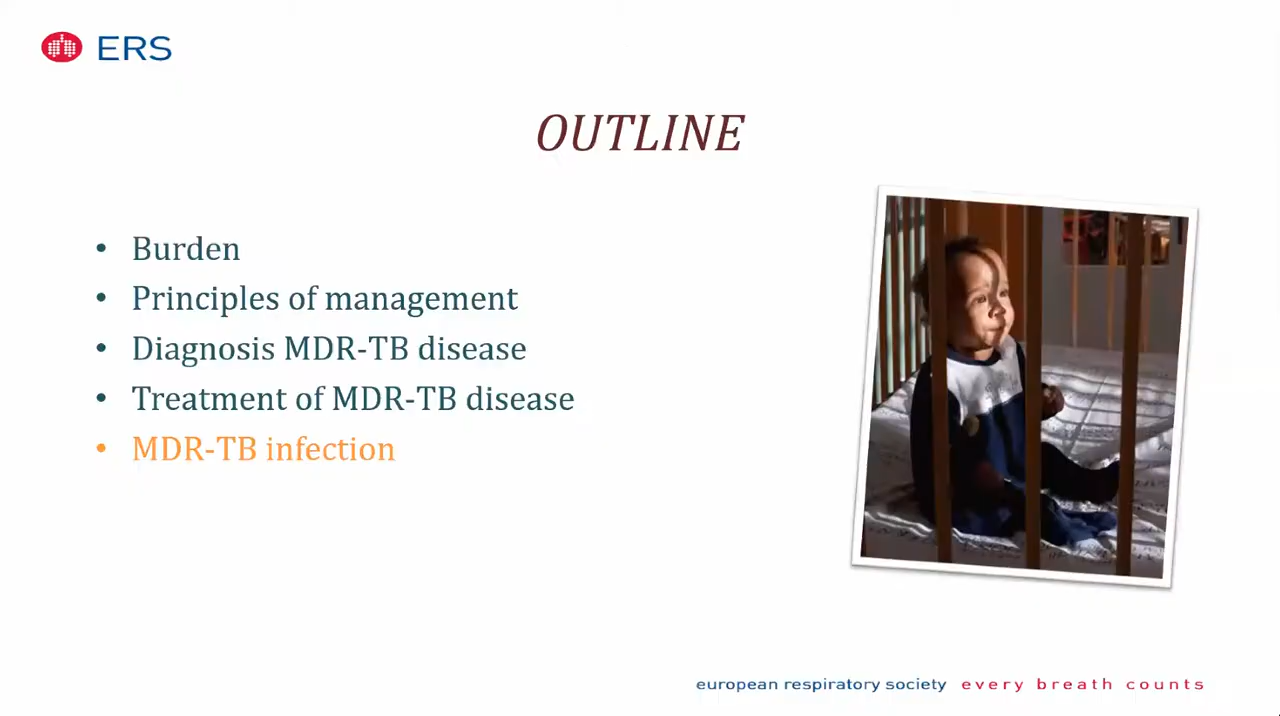 ERS
OUTLINE
• Burden
• Principles of management
• Diagnosis MDR-TB disease
• Treatment of MDR-TB disease
• MDR-TB infection
european respiratory society every breath counts